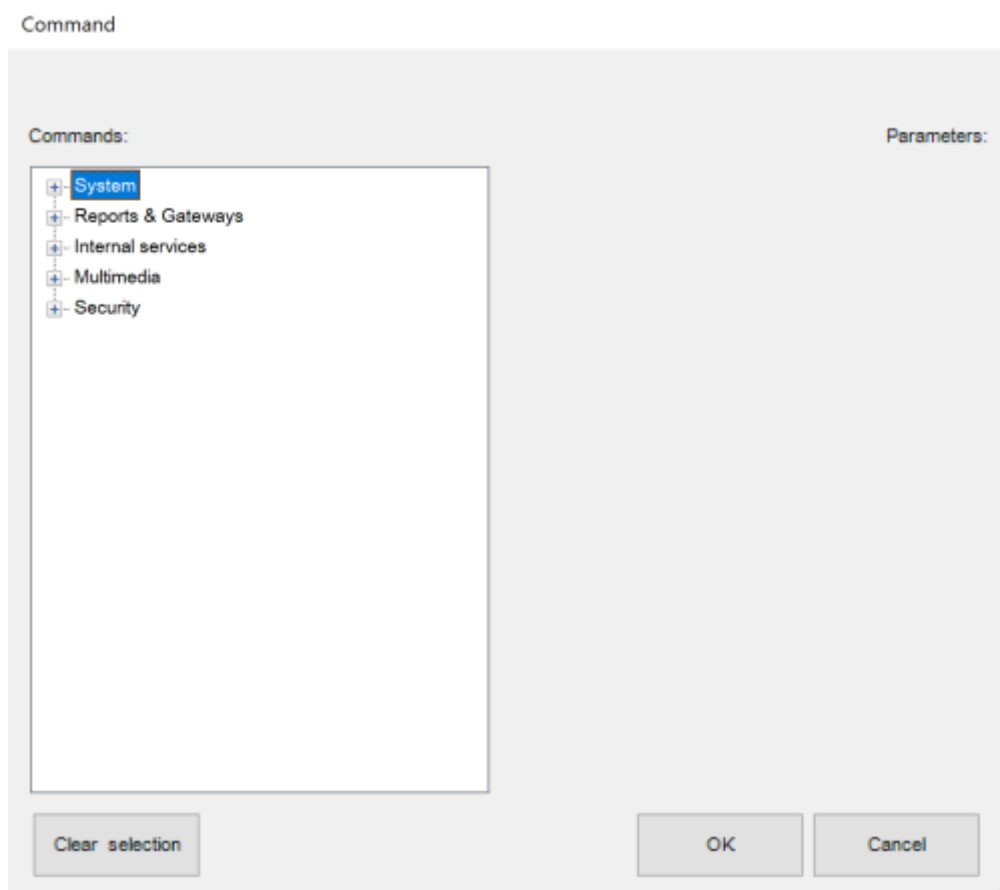 Command
Commands:
Parameters:
System
Reports & Gateways
Internal services
Multimedia
Security
Clear selection
OK
Cancel